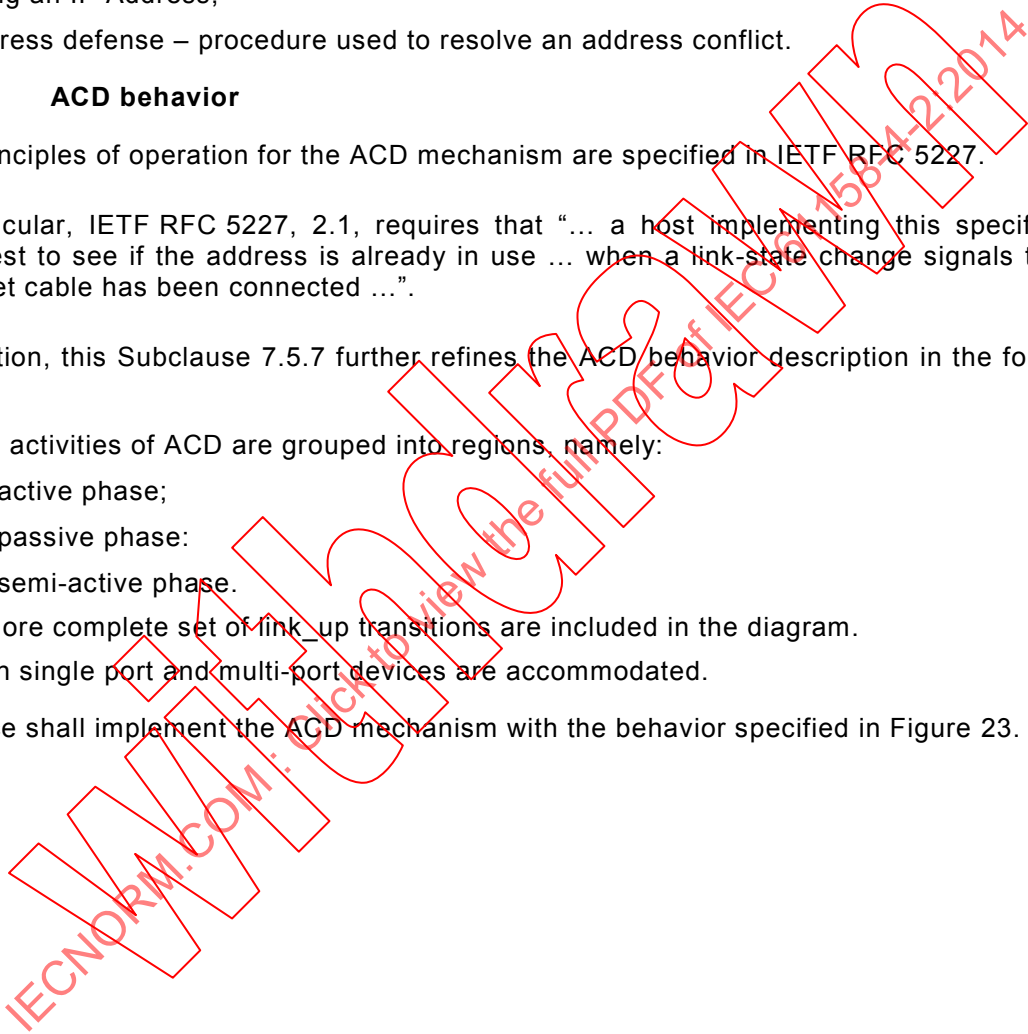 ng an IP Address;
ress defense – procedure used to resolve an address conflict.
ACD behavior
nciples of operation for the ACD mechanism are specified in IETF RFC 5227.
icular, IETF RFC 5227, 2.1, requires that “… a host implementing this specif
est to see if the address is already in use … when a link-state change signals t
et cable has been connected …”.
tion, this Subclause 7.5.7 further refines the ACD behavior description in the fo
activities of ACD are grouped into regions, namely:
active phase;
passive phase:
semi-active phase.
ore complete set of link_up transitions are included in the diagram.
n single port and multi-port devices are accommodated.
e shall implement the ACD mechanism with the behavior specified in Figure 23.
withdrawn
IECNORM.COM : Click to view the full PDF of IEC 61158-4-2:2014